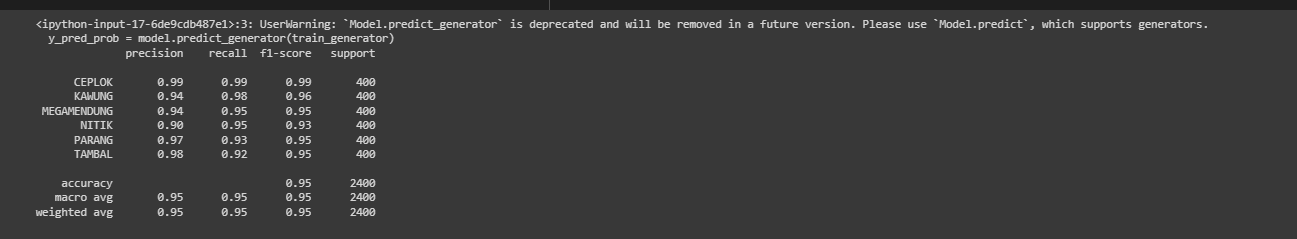 <ipython-input-17-6de9cdb487e1>:3: UserWarning: `Model.predict_generator` is deprecated and will be removed in a future version. Please use `Model.predict`, which supports generators.
y_pred_prob = model.predict_generator(train_generator)
precision recall f1-score support
CEPLOK 0.99 0.99 0.99 400
KAWUNG 0.94 0.98 0.96 400
MEGAMENDUNG 0.94 0.95 0.95 400
NITIK 0.90 0.95 0.93 400
PARANG 0.97 0.93 0.95 400
TAMBAL 0.98 0.92 0.95 400
accuracy 0.95 2400
macro avg 0.95 0.95 0.95 2400
weighted avg 0.95 0.95 0.95 2400